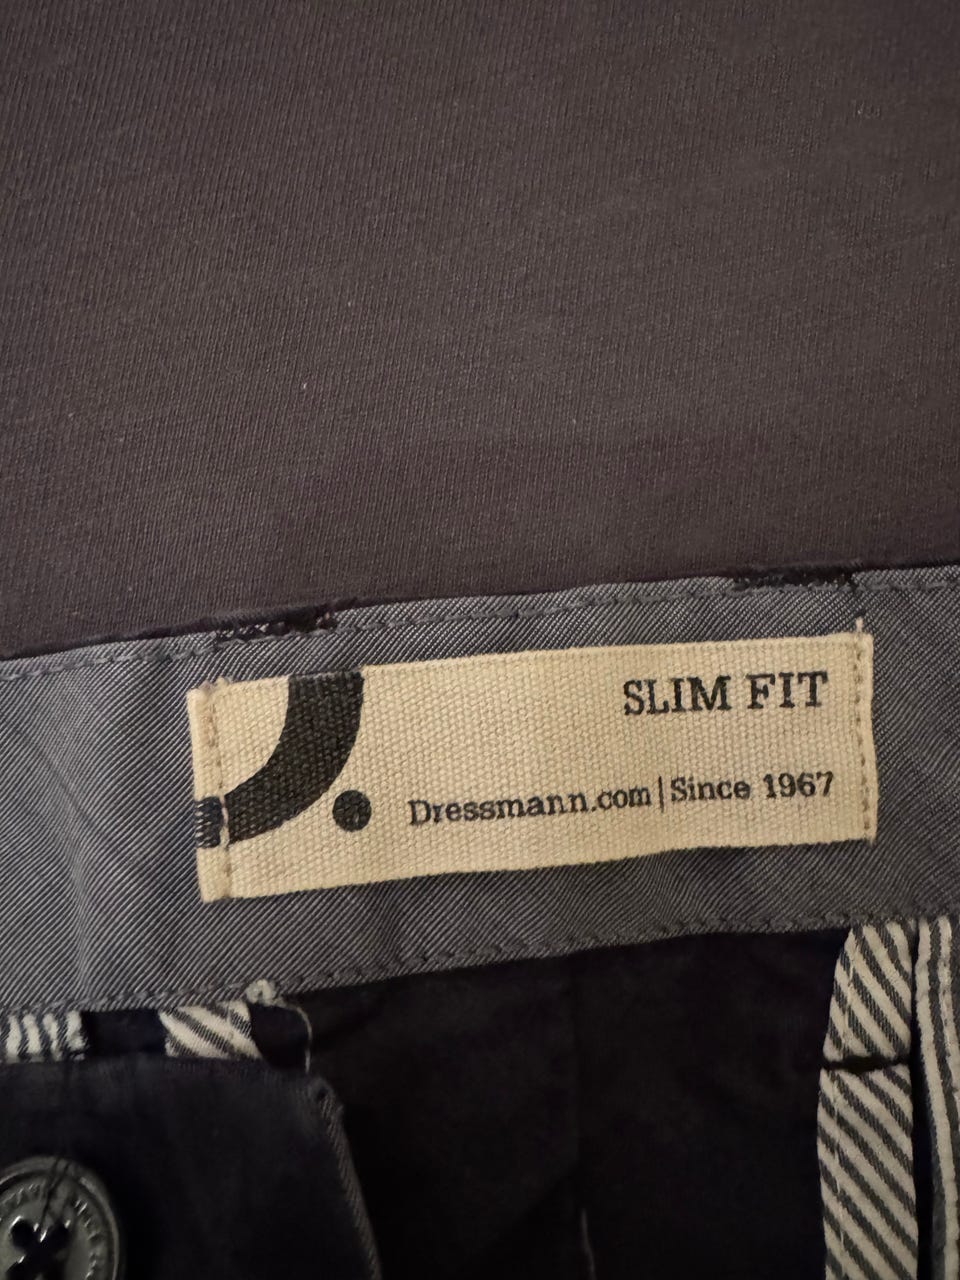 SLIM FIT
Dressmann.com | Since 1967